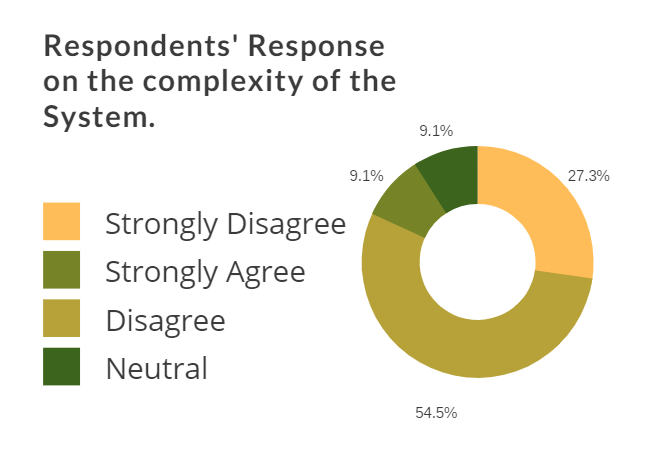 Respondents' Response
on the complexity of the
System.
9.1%
9.1%
27.3%
Strongly Disagree
Strongly Agree
Disagree
Neutral
54.5%